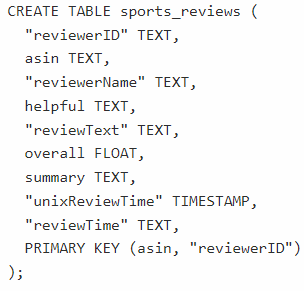 CREATE TABLE sports_reviews (
  "reviewerID" TEXT,
  asin TEXT,
  "reviewerName" TEXT,
  helpful TEXT,
  "reviewText" TEXT,
  overall FLOAT,
  summary TEXT,
  "unixReviewTime" TIMESTAMP,
  "reviewTime" TEXT,
  PRIMARY KEY (asin, "reviewerID")
);